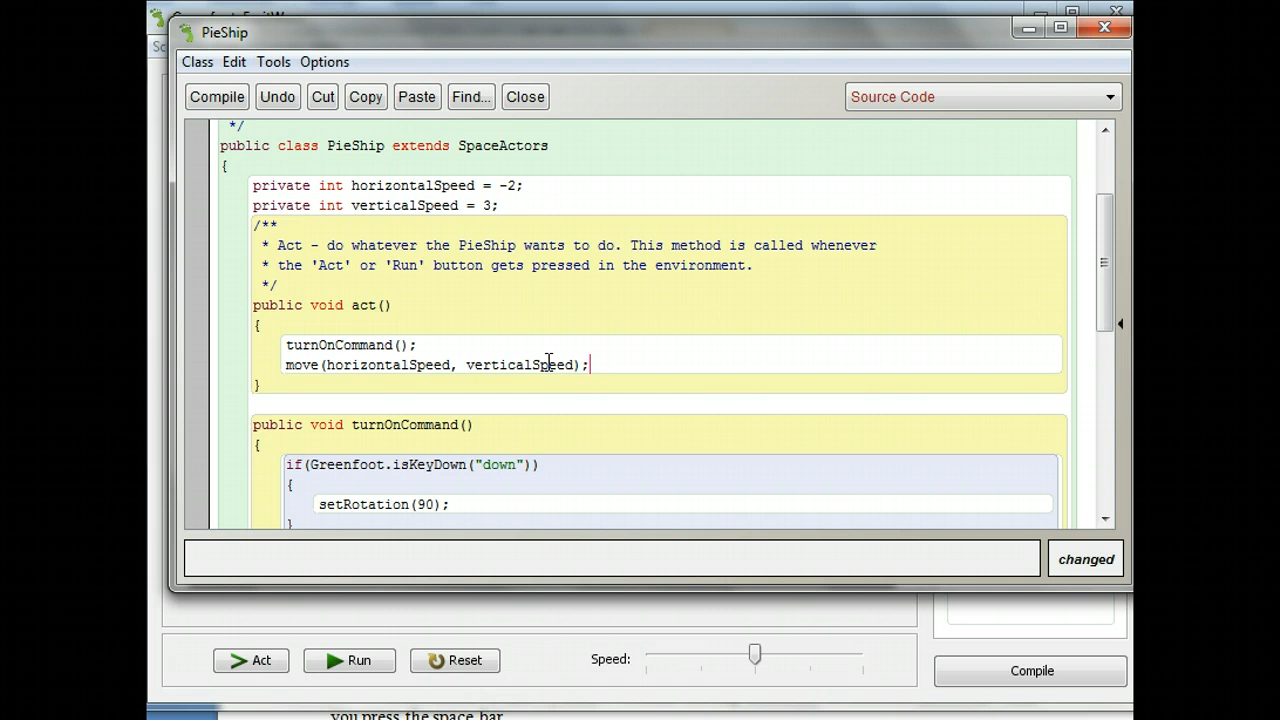 PieShip
Class Edit Tools Options
Compile Undo Cut Copy Paste Find... Close Source Code
*/
public class PieShip extends SpaceActors
{
private int horizontalSpeed = -2;
private int verticalSpeed = 3;
/**
* Act - do whatever the PieShip wants to do. This method is called whenever
* the 'Act' or 'Run' button gets pressed in the environment.
*/
public void act()
{
turnOnCommand();
move(horizontalSpeed, verticalSpeed);
}
public void turnOnCommand()
{
if(Greenfoot.isKeyDown("down"))
{
setRotation(90);
}
changed
Act Run Reset Speed:
Compile
you press the space bar